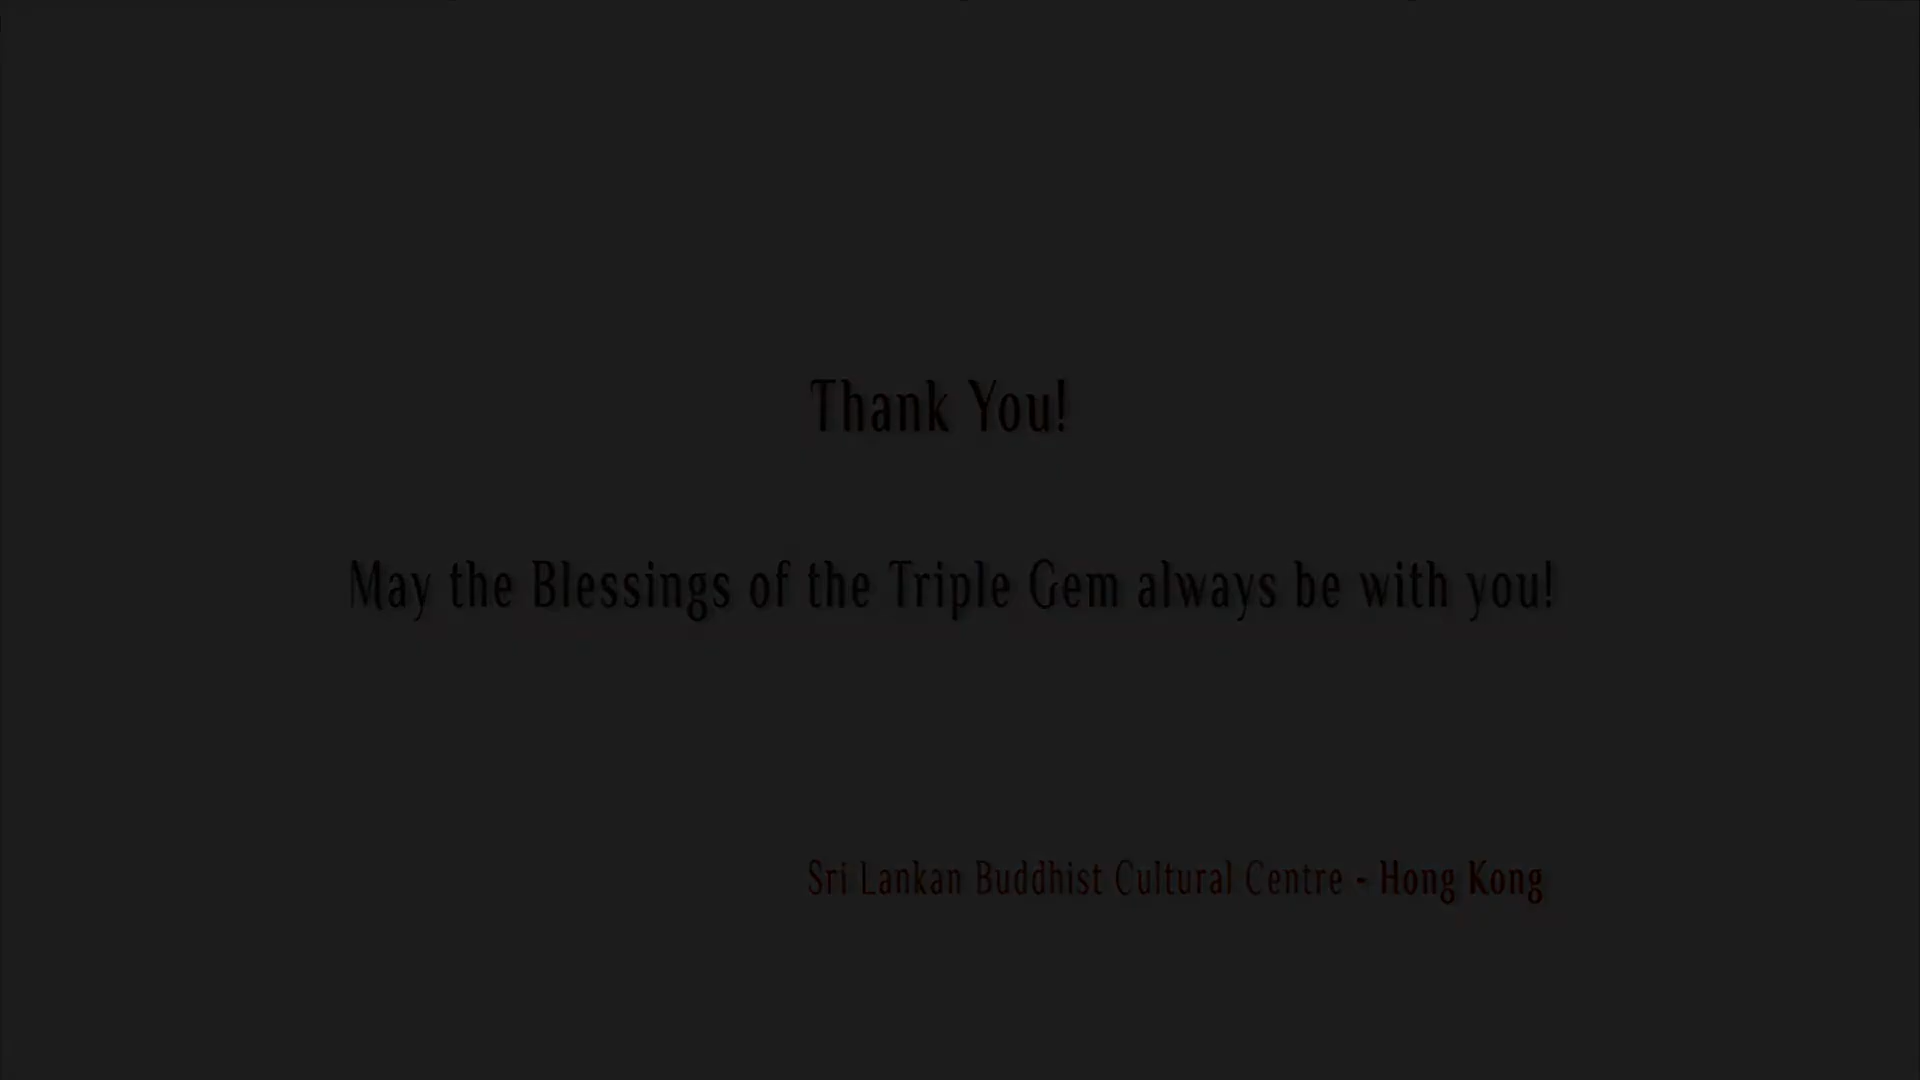 Thank You!
May the Blessings of the Triple Gem always be with you!
Sri Lankan Buddhist Cultural Centre - Hong Kong